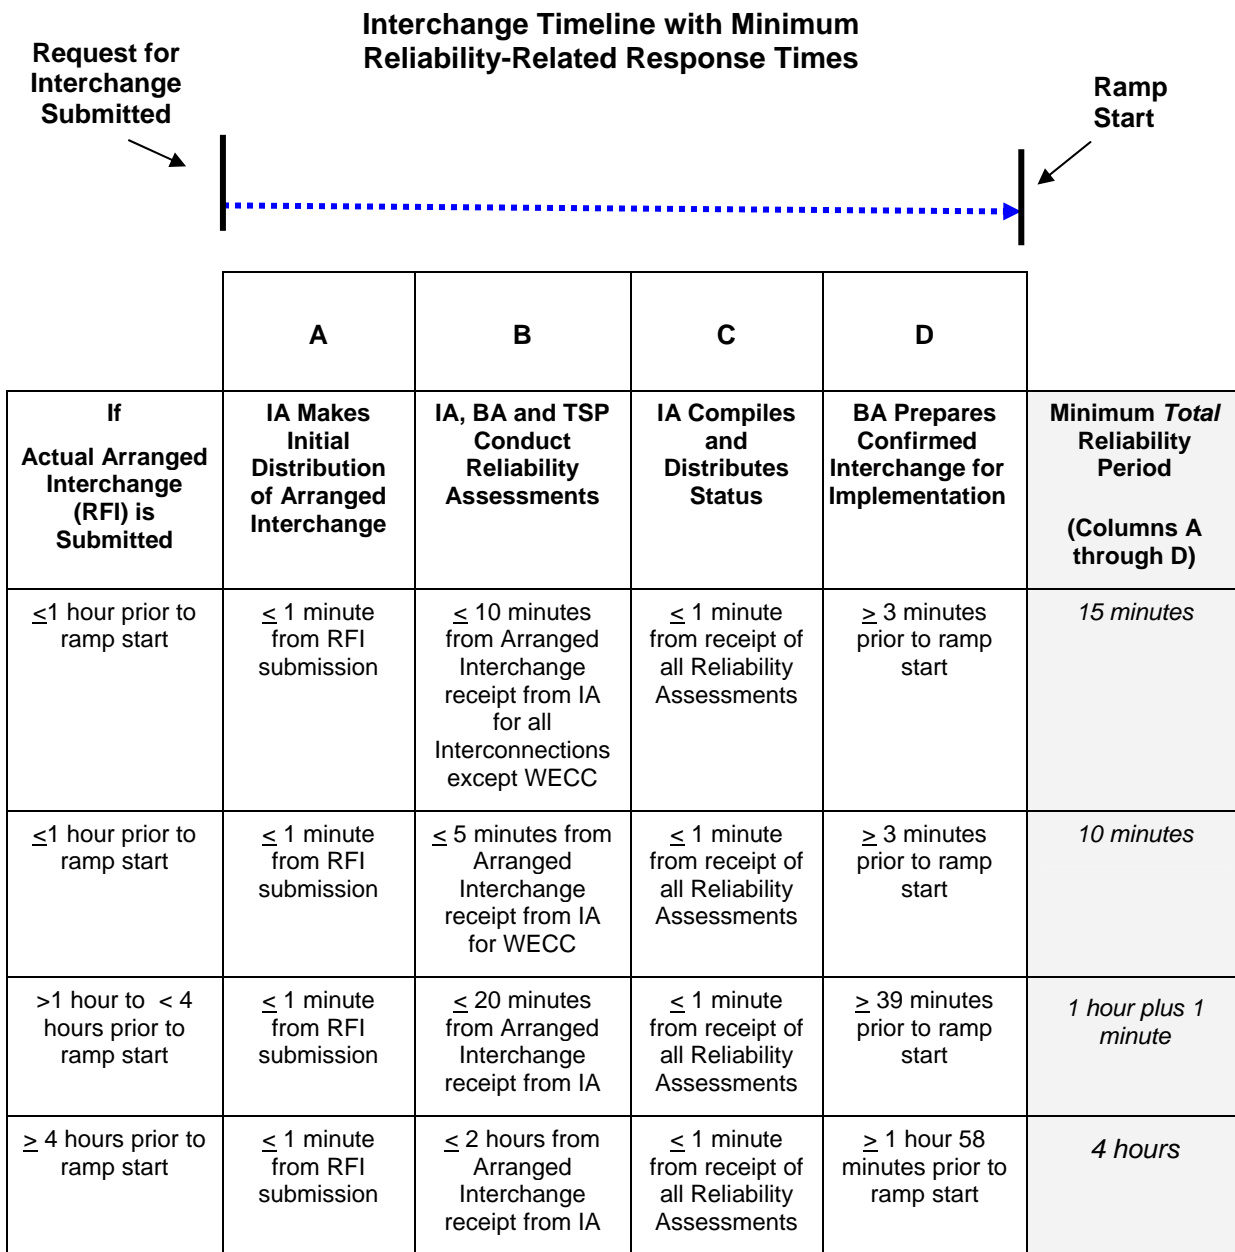 Interchange Timeline with Minimum
Reliability-Related Response Times
Request for
Interchange
Submitted
Ramp
Start
A
B
C
D
If
Actual Arranged
Interchange
(RFI) is
Submitted
IA Makes
Initial
Distribution
of Arranged
Interchange
IA, BA and TSP
Conduct
Reliability
Assessments
IA Compiles
and
Distributes
Status
BA Prepares
Confirmed
Interchange for
Implementation
Minimum Total
Reliability
Period
(Columns A
through D)
≤1 hour prior to
ramp start
≤ 1 minute
from RFI
submission
≤ 10 minutes
from Arranged
Interchange
receipt from IA
for all
Interconnections
except WECC
≤ 1 minute
from receipt of
all Reliability
Assessments
≥ 3 minutes
prior to ramp
start
15 minutes
≤1 hour prior to
ramp start
≤ 1 minute
from RFI
submission
≤ 5 minutes from
Arranged
Interchange
receipt from IA
for WECC
≤ 1 minute
from receipt of
all Reliability
Assessments
≥ 3 minutes
prior to ramp
start
10 minutes
>1 hour to < 4
hours prior to
ramp start
≤ 1 minute
from RFI
submission
≤ 20 minutes
from Arranged
Interchange
receipt from IA
≤ 1 minute
from receipt of
all Reliability
Assessments
≥ 39 minutes
prior to ramp
start
1 hour plus 1
minute
≥ 4 hours prior to
ramp start
≤ 1 minute
from RFI
submission
≤ 2 hours from
Arranged
Interchange
receipt from IA
≤ 1 minute
from receipt of
all Reliability
Assessments
≥ 1 hour 58
minutes prior to
ramp start
4 hours